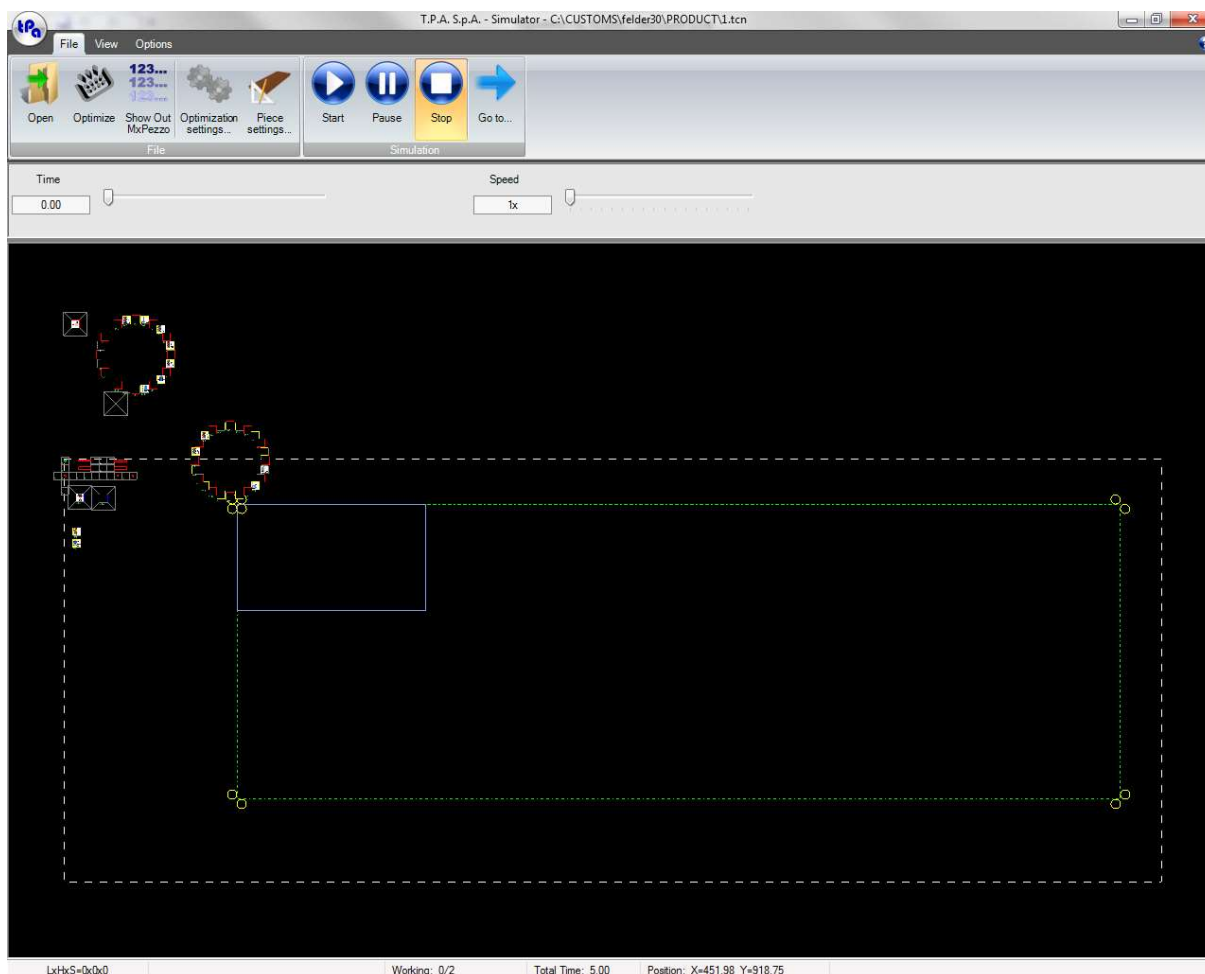 tPa
T.P.A. S.p.A. - Simulator - C:\CUSTOMS\felder30\PRODUCT\1.tcn
File View Options
123...
123...
123...
Open Optimize Show Out MxPezzo Optimization settings... Piece settings... Start Pause Stop Go to...
File Simulation
Time Speed
0.00 1x
LxHxS=0x0x0 Working: 0/2 Total Time: 5.00 Position: X=451.98 Y=918.75